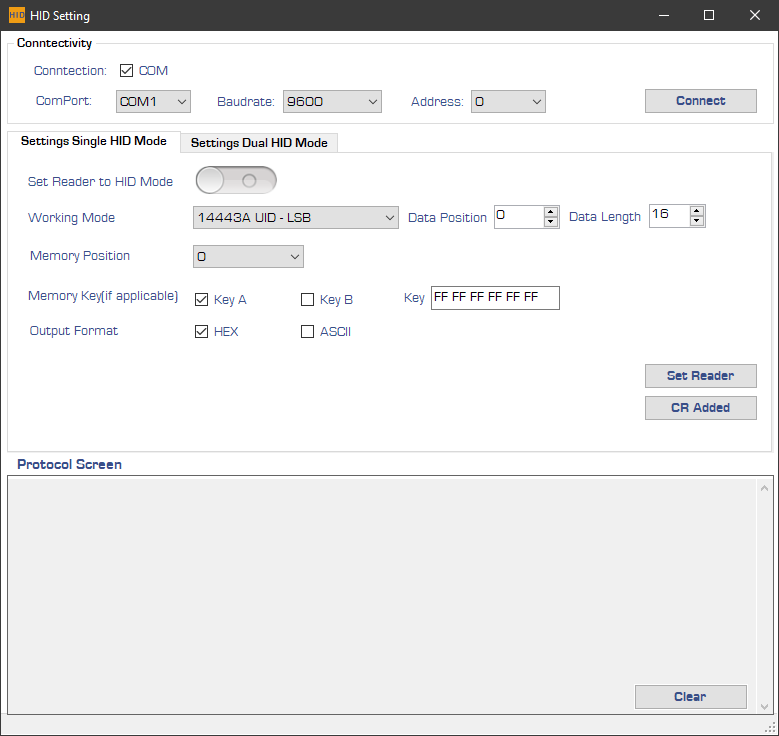 HID HID Setting
Conntectivity
Conntection: COM
ComPort: COM1 Baudrate: 9600 Address: 0 Connect
Settings Single HID Mode Settings Dual HID Mode
Set Reader to HID Mode
Working Mode 14443A UID - LSB Data Position 0 Data Length 16
Memory Position 0
Memory Key(if applicable) Key A Key B Key FF FF FF FF FF FF
Output Format HEX ASCII
Set Reader
CR Added
Protocol Screen
Clear